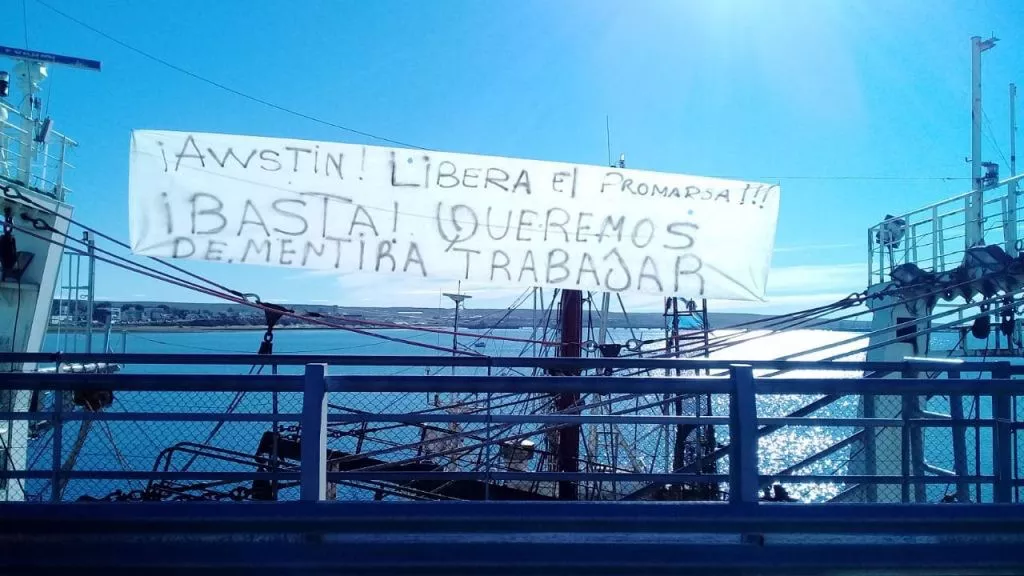 ¡AWSTIN! LIBERA El PROMARSA!!!
¡BASTA! QUEREMOS
DE.MENTIRA TRABAJAR